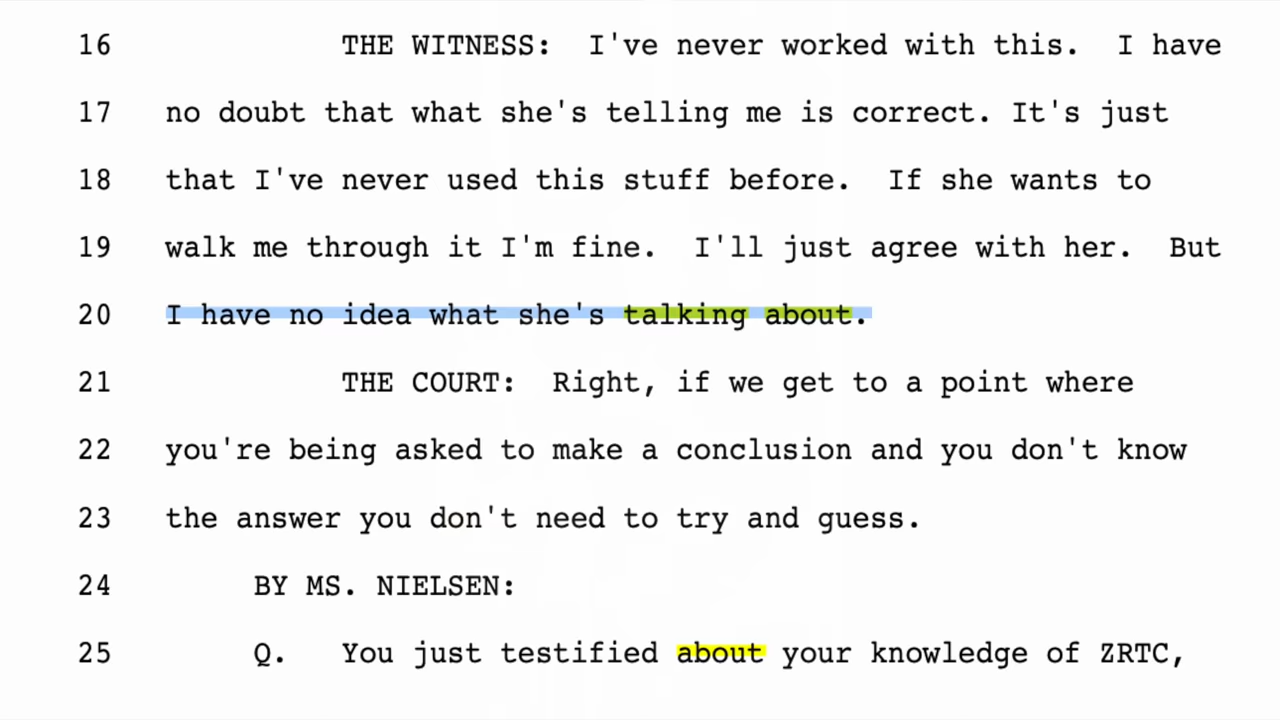 16 THE WITNESS: I've never worked with this. I have
17 no doubt that what she's telling me is correct. It's just
18 that I've never used this stuff before. If she wants to
19 walk me through it I'm fine. I'll just agree with her. But
20 I have no idea what she's talking about.
21 THE COURT: Right, if we get to a point where
22 you're being asked to make a conclusion and you don't know
23 the answer you don't need to try and guess.
24 BY MS. NIELSEN:
25 Q. You just testified about your knowledge of ZRTC,